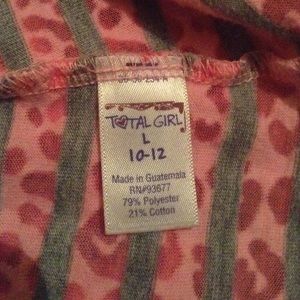 TOTAL GIRL
L
10-12
Made in Guatemala
RN#93677
79% Polyester
21% Cotton